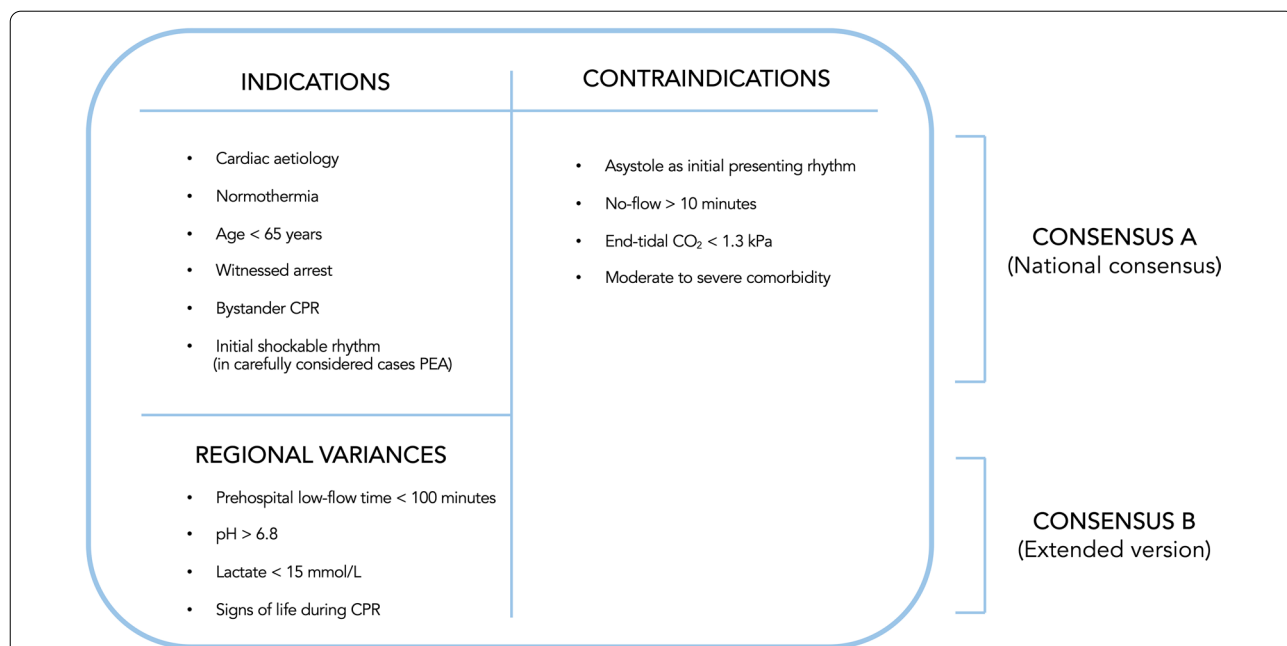 INDICATIONS
• Cardiac aetiology
• Normothermia
• Age < 65 years
• Witnessed arrest
• Bystander CPR
• Initial shockable rhythm
(in carefully considered cases PEA)
CONTRAINDICATIONS
• Asystole as initial presenting rhythm
• No-flow > 10 minutes
• End-tidal CO₂ < 1.3 kPa
• Moderate to severe comorbidity
CONSENSUS A
(National consensus)
REGIONAL VARIANCES
• Prehospital low-flow time < 100 minutes
• pH > 6.8
• Lactate < 15 mmol/L
• Signs of life during CPR
CONSENSUS B
(Extended version)